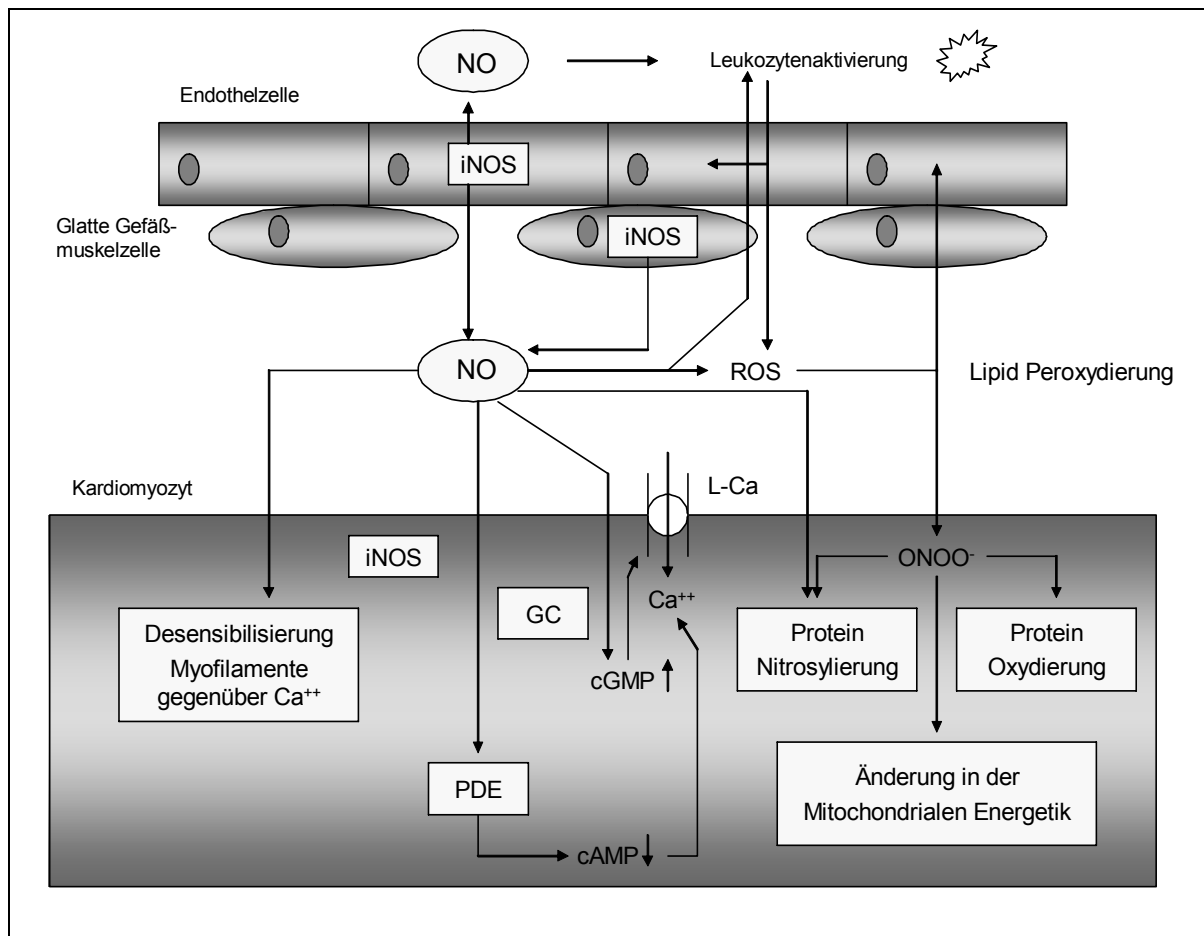 NO
Leukozytenaktivierung
Endothelzelle
iNOS
Glatte Gefäß-
muskelzelle
iNOS
NO
ROS
Lipid Peroxydierung
Kardiomyozyt
L-Ca
iNOS
GC
Ca++
ONOO-
Desensibilisierung
Myofilamente
gegenüber Ca++
cGMP
Protein
Nitrosylierung
Protein
Oxydierung
PDE
cAMP
Änderung in der
Mitochondrialen Energetik